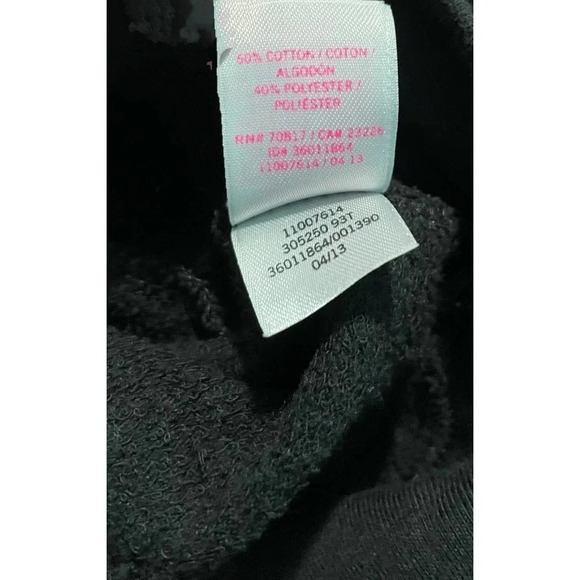 60% COTTON / COTON /
ALGODÓN
40% POLYESTER /
POLIÉSTER
RN# 70817 / CA# 23226
ID# 36011864
11007614 / 04 13
11007614
305250 93T
36011864/001390
04/13